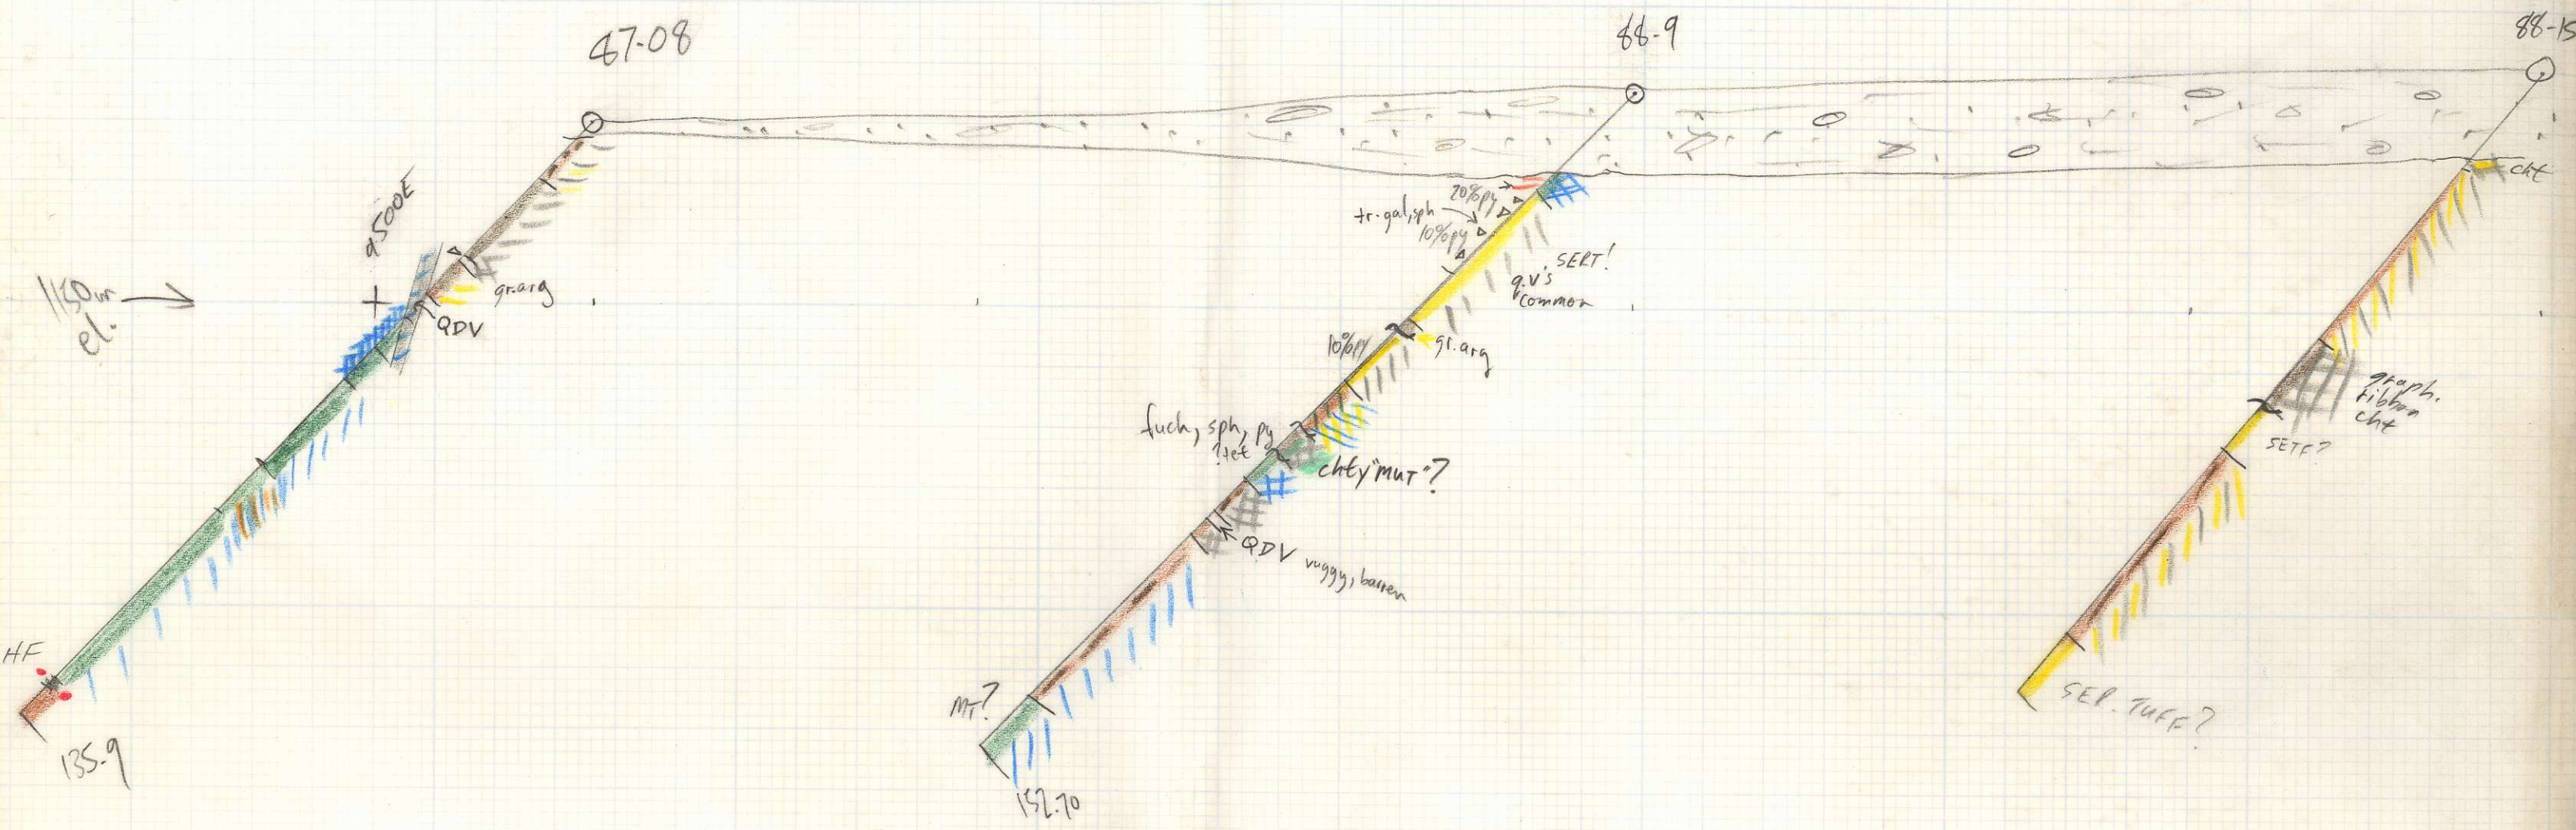 87-08
88-9
88-15
cht
20%py
tr. gal, sph
10%py
SERT!
q.v's
common
9500E
1150m
el.
gr.arg
QDV
10%py
gr.arg
graph.
ribbon
cht
fuch, sph, py
?tet
chty "MUT"?
SETF?
QDV vuggy, barren
HF
MT?
SER. TUFF?
135.9
152.70